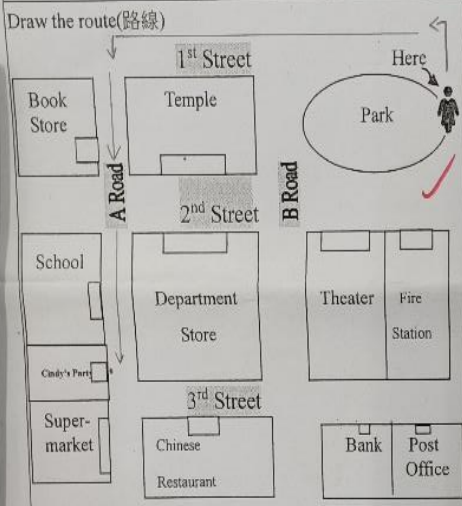 Draw the route(路線)
1st Street
Here
Book
Store
Temple
Park
A Road
B Road
2nd Street
School
Department
Store
Theater
Fire
Station
Cindy's Party
3rd Street
Super-
market
Chinese
Restaurant
Bank
Post
Office